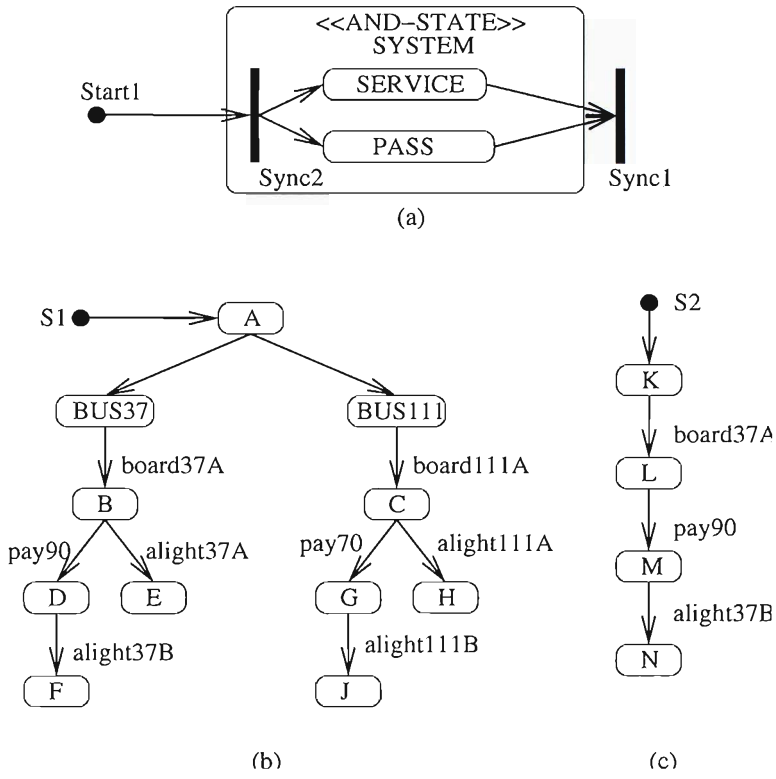 <<AND-STATE>>
SYSTEM
Start1
SERVICE
PASS
Sync2
Sync1
(a)
S1
A
S2
K
BUS37
BUS111
board37A
board111A
board37A
L
B
C
pay90
alight37A
pay70
alight111A
pay90
M
D
E
G
H
alight37B
alight111B
alight37B
F
J
N
(b)
(c)